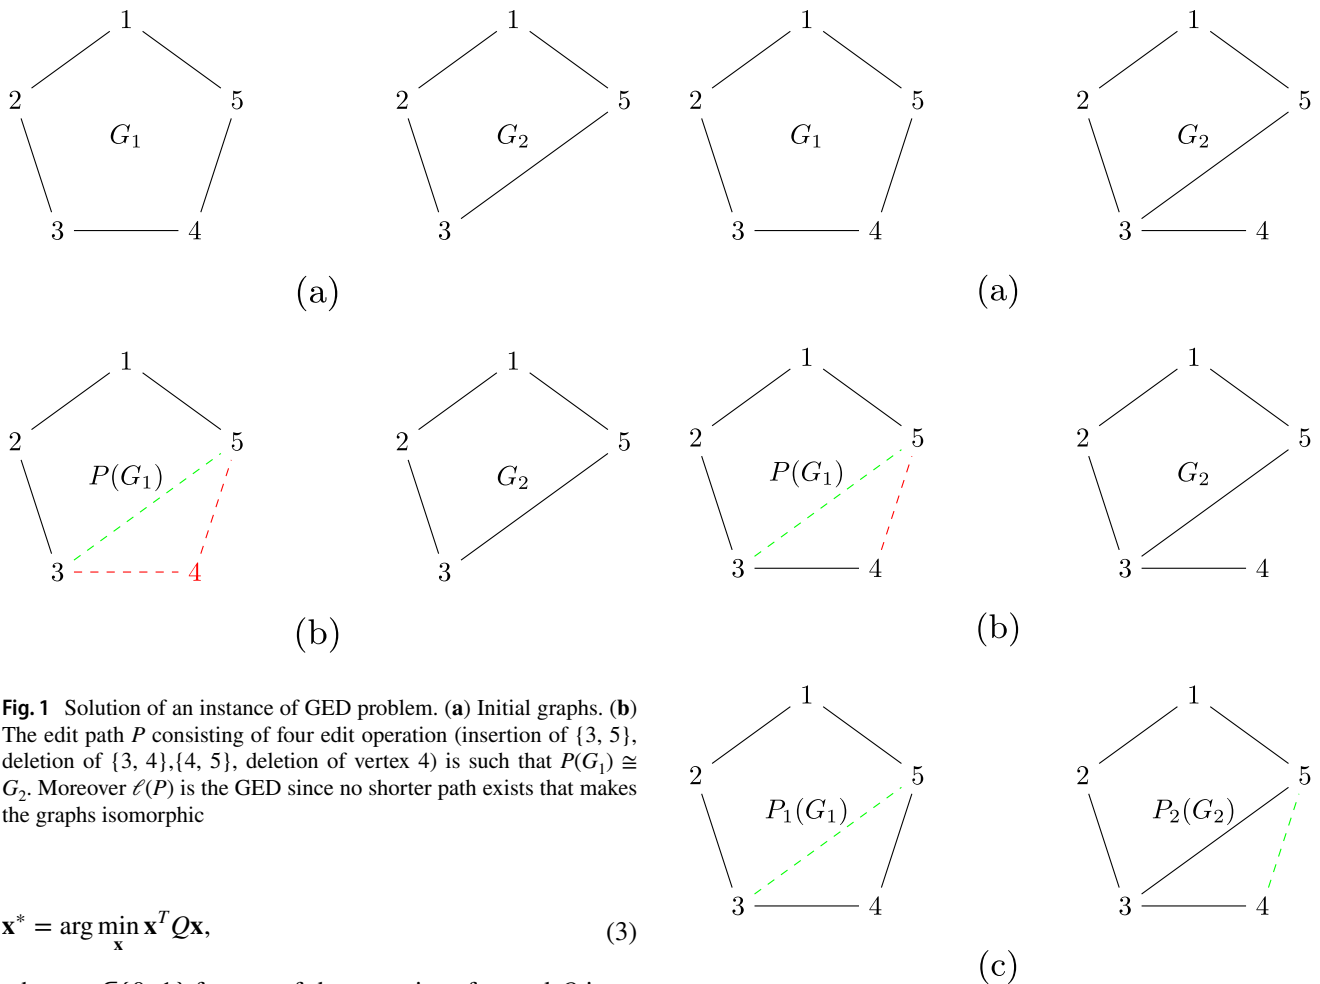 1
2
5
G₁
3
4
1
2
5
G₂
3
(a)
1
2
5
P(G₁)
3
4
1
2
5
G₂
3
(b)
Fig. 1 Solution of an instance of GED problem. (a) Initial graphs. (b)
The edit path P consisting of four edit operation (insertion of {3, 5},
deletion of {3, 4},{4, 5}, deletion of vertex 4) is such that P(G₁) ≅
G₂. Moreover ℓ(P) is the GED since no shorter path exists that makes
the graphs isomorphic
x* = arg min x^T Qx, (3)
x
1
2
5
G₁
3
4
1
2
5
G₂
3
4
(a)
1
2
5
P(G₁)
3
4
1
2
5
G₂
3
4
(b)
1
2
5
P₁(G₁)
3
4
1
2
5
P₂(G₂)
3
4
(c)